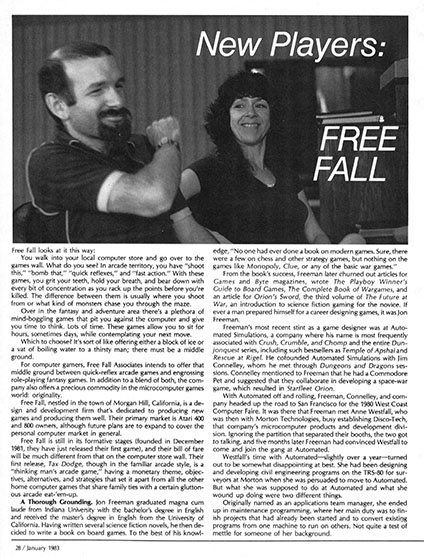 New Players:
FREE
FALL
Free Fall looks at it this way:
You walk into your local computer store and go over to the
games wall. What do you see? In arcade territory, you have "shoot
this," "bomb that," "quick reflexes," and "fast action." With these
games, you grit your teeth, hold your breath, and bear down with
every bit of concentration as you rack up the points before you're
killed. The difference between them is usually where you shoot
from or what kind of monsters chase you through the maze.
Over in the fantasy and adventure area there's a plethora of
mind-boggling games that pit you against the computer and give
you time to think. Lots of time. These games allow you to sit for
hours, sometimes days, while contemplating your next move.
Which to choose? It's sort of like offering either a block of ice or
a vat of boiling water to a thirsty man; there must be a middle
ground.
For computer gamers, Free Fall Associates intends to offer that
middle ground between quick-reflex arcade games and engrossing
role-playing fantasy games. In addition to a blend of both, the com-
pany also offers a precious commodity in the microcomputer games
world: originality.
Free Fall, nestled in the town of Morgan Hill, California, is a de-
sign and development firm that's dedicated to producing new
games and producing them well. Their primary market is Atari 400
and 800 owners, although future plans are to expand to cover the
personal computer market in general.
Free Fall is still in its formative stages (founded in December
1981, they have just released their first game), and their bill of fare
will be much different from that on the computer store wall. Their
first release, Tax Dodge, though in the familiar arcade style, is a
"thinking man's arcade game," having a monetary theme, objec-
tives, alternatives, and strategies that set it apart from all the other
home computer games that share family ties with a certain glutton-
ous arcade eat-'em-up.
A Thorough Grounding. Jon Freeman graduated magna cum
laude from Indiana University with the bachelor's degree in English
and received the master's degree in English from the University of
California. Having written several science fiction novels, he then de-
cided to write a book on board games. To the best of his knowl-
edge, "No one had ever done a book on modern games. Sure, there
were a few on chess and other strategy games, but nothing on the
games like Monopoly, Clue, or any of the basic war games."
From the book's success, Freeman later churned out articles for
Games and Byte magazines, wrote The Playboy Winner's
Guide to Board Games, The Complete Book of Wargames, and
an article for Orion's Sword, the third volume of The Future at
War, an introduction to science fiction gaming for the novice. If
ever a man prepared himself for a career designing games, it was Jon
Freeman.
Freeman's most recent stint as a game designer was at Auto-
mated Simulations, a company where his name is most frequently
associated with Crush, Crumble, and Chomp and the entire Dun-
jonquest series, including such bestsellers as Temple of Apshai and
Rescue at Rigel. He cofounded Automated Simulations with Jim
Connelley, whom he met through Dungeons and Dragons ses-
sions. Connelley mentioned to Freeman that he had a Commodore
Pet and suggested that they collaborate in developing a space-war
game, which resulted in Starfleet Orion.
With Automated off and rolling, Freeman, Connelley, and com-
pany headed up the road to San Francisco for the 1980 West Coast
Computer Faire. It was there that Freeman met Anne Westfall, who
was then with Morton Technologies, busy establishing Disco-Tech,
that company's microcomputer products and development divi-
sion. Ignoring the partition that separated their booths, the two got
to talking, and five months later Freeman had convinced Westfall to
come and join the gang at Automated.
Westfall's time with Automated—slightly over a year—turned
out to be somewhat disappointing at best. She had been designing
and developing civil engineering programs on the TRS-80 for sur-
veyors at Morton when she was persuaded to move to Automated.
But what she was supposed to do at Automated and what she
wound up doing were two different things.
Originally named as an applications team manager, she ended
up in maintenance programming, where her main duty was to fin-
ish projects that had already been started and to convert existing
programs from one machine to run on others. Not quite a test of
mettle for someone of her background.
28 / January 1983